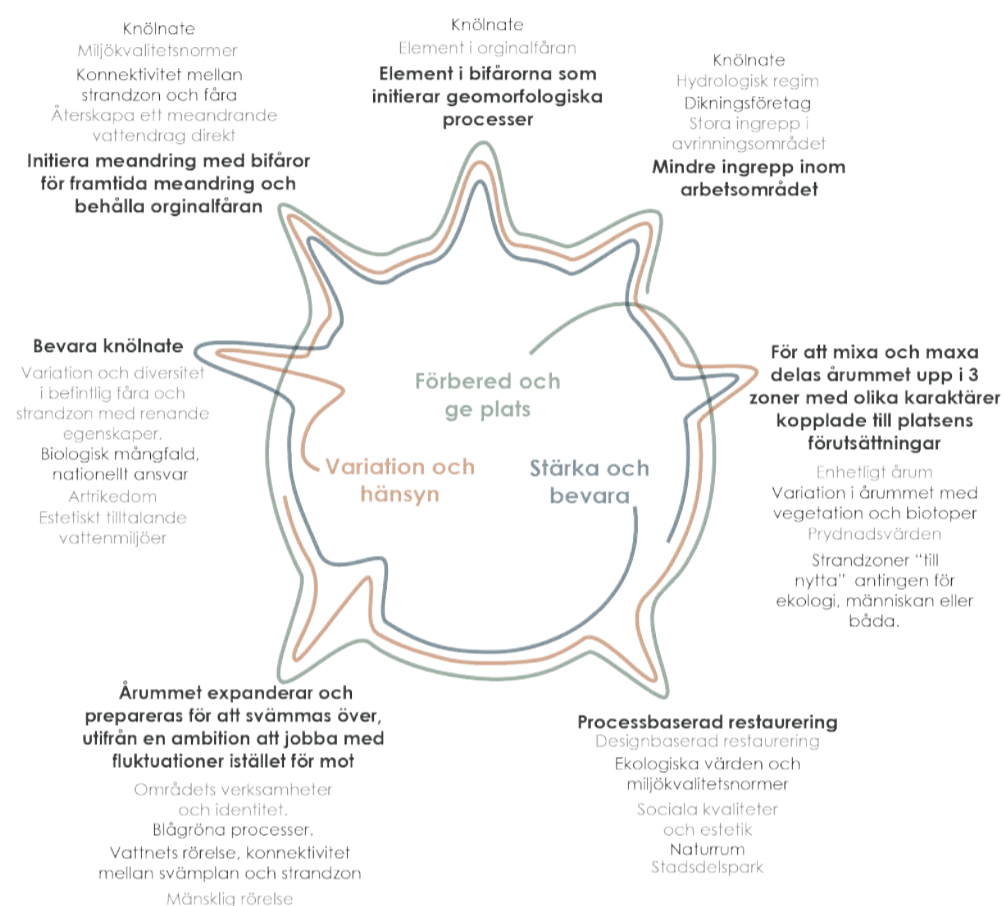 Knölnate
Miljökvalitetsnormer
Konnektivitet mellan
strandzon och fåra
Återskapa ett meandrande
vattendrag direkt
Initiera meandring med bifåror
för framtida meandring och
behålla orginalfåran
Knölnate
Element i orginalfåran
Element i bifårorna som
initierar geomorfologiska
processer
Knölnate
Hydrologisk regim
Dikningsföretag
Stora ingrepp i
avrinningsområdet
Mindre ingrepp inom
arbetsområdet
Bevara knölnate
Variation och diversitet
i befintlig fåra och
strandzon med renande
egenskaper.
Biologisk mångfald,
nationellt ansvar
Artrikedom
Estetiskt tilltalande
vattenmiljöer
Förbered och
ge plats
Variation och
hänsyn
Stärka och
bevara
För att mixa och maxa
delas årummet upp i 3
zoner med olika karaktärer
kopplade till platsens
förutsättningar
Enhetligt årum
Variation i årummet med
vegetation och biotoper
Prydnadsvärden
Strandzoner "till
nytta" antingen för
ekologi, människan eller
båda.
Årummet expanderar och
prepareras för att svämmas över,
utifrån en ambition att jobba med
fluktuationer istället för mot
Områdets verksamheter
och identitet.
Blågröna processer.
Vattnets rörelse, konnektivitet
mellan svämplan och strandzon
Mänsklig rörelse
Processbaserad restaurering
Designbaserad restaurering
Ekologiska värden och
miljökvalitetsnormer
Sociala kvaliteter
och estetik
Naturrum
Stadsdelspark